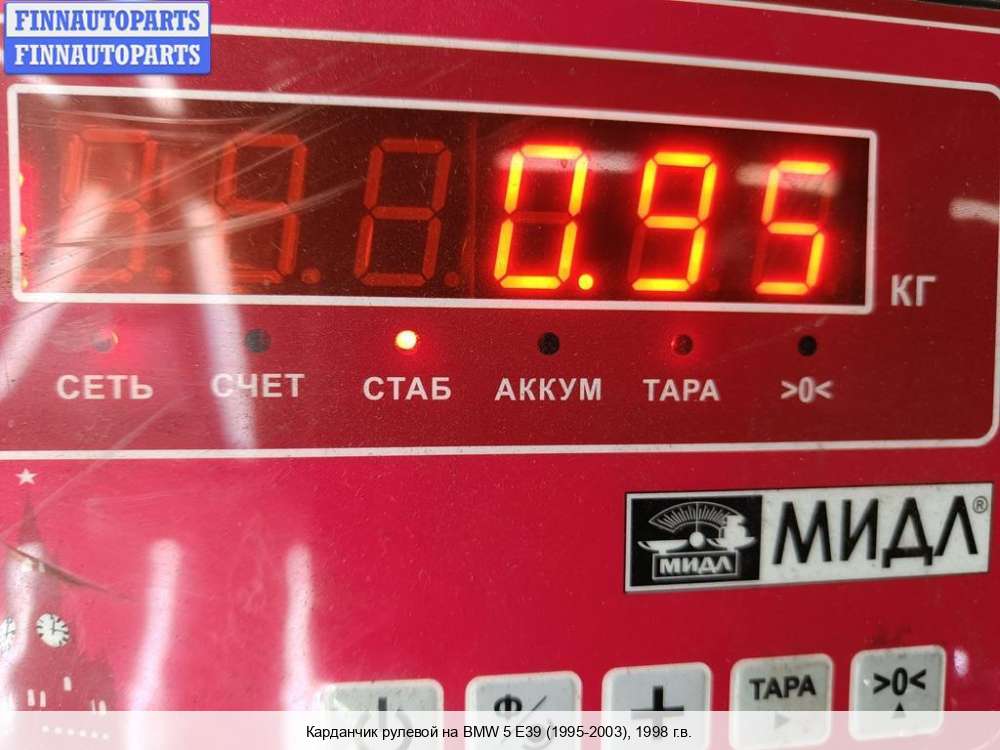 FINNAUTOPARTS
FINNAUTOPARTS
0.95
КГ
СЕТЬ СЧЕТ СТАБ АККУМ ТАРА >0<
МИДЛ МИДЛ®
Ф/ + ТАРА >0<
Карданчик рулевой на BMW 5 E39 (1995-2003), 1998 г.в.